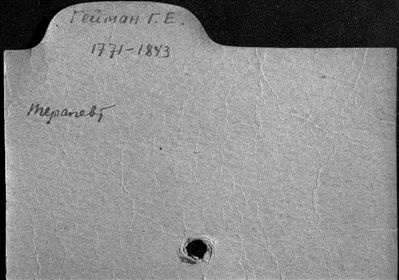 Гейман Г. Е.
1771-1843
терапевт